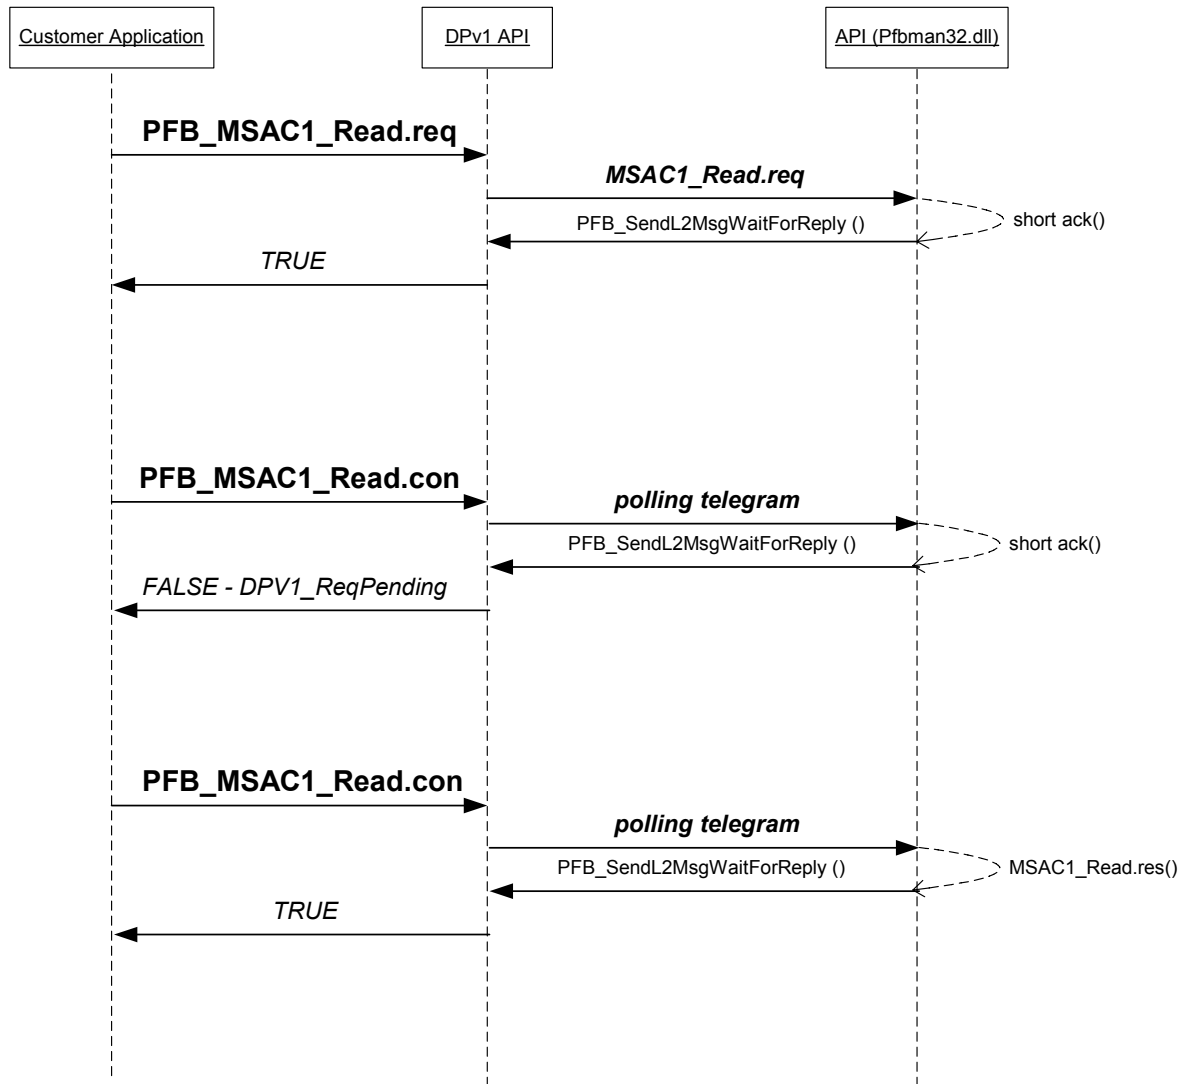 Customer Application
DPv1 API
API (Pfbman32.dll)
PFB_MSAC1_Read.req
MSAC1_Read.req
PFB_SendL2MsgWaitForReply ()
short ack()
TRUE
PFB_MSAC1_Read.con
polling telegram
PFB_SendL2MsgWaitForReply ()
short ack()
FALSE - DPV1_ReqPending
PFB_MSAC1_Read.con
polling telegram
PFB_SendL2MsgWaitForReply ()
MSAC1_Read.res()
TRUE